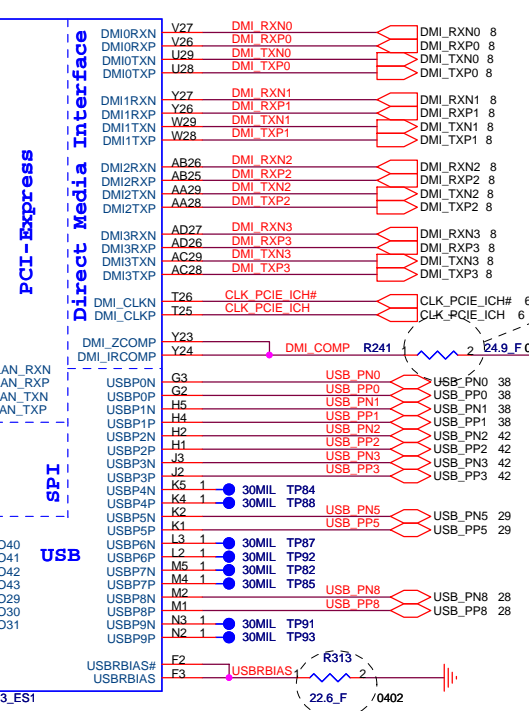 DMI0RXN V27 DMI_RXN0 DMI_RXN0 8
DMI0RXP V26 DMI_RXP0 DMI_RXP0 8
DMI0TXN U29 DMI_TXN0 DMI_TXN0 8
DMI0TXP U28 DMI_TXP0 DMI_TXP0 8
DMI1RXN Y27 DMI_RXN1 DMI_RXN1 8
DMI1RXP Y26 DMI_RXP1 DMI_RXP1 8
DMI1TXN W29 DMI_TXN1 DMI_TXN1 8
DMI1TXP W28 DMI_TXP1 DMI_TXP1 8
PCI-Express
Direct Media Interface
DMI2RXN AB26 DMI_RXN2 DMI_RXN2 8
DMI2RXP AB25 DMI_RXP2 DMI_RXP2 8
DMI2TXN AA29 DMI_TXN2 DMI_TXN2 8
DMI2TXP AA28 DMI_TXP2 DMI_TXP2 8
DMI3RXN AD27 DMI_RXN3 DMI_RXN3 8
DMI3RXP AD26 DMI_RXP3 DMI_RXP3 8
DMI3TXN AC29 DMI_TXN3 DMI_TXN3 8
DMI3TXP AC28 DMI_TXP3 DMI_TXP3 8
DMI_CLKN T26 CLK_PCIE_ICH# CLK_PCIE_ICH# 6
DMI_CLKP T25 CLK_PCIE_ICH CLK_PCIE_ICH 6
DMI_ZCOMP Y23
DMI_IRCOMP Y24 DMI_COMP R241 2 24.9_F
AN_RXN
AN_RXP
AN_TXN
AN_TXP
USBP0N G3 USB_PN0 USB_PN0 38
USBP0P G2 USB_PP0 USB_PP0 38
USBP1N H5 USB_PN1 USB_PN1 38
USBP1P H4 USB_PP1 USB_PP1 38
USBP2N H2 USB_PN2 USB_PN2 42
USBP2P H1 USB_PP2 USB_PP2 42
USBP3N J3 USB_PN3 USB_PN3 42
USBP3P J2 USB_PP3 USB_PP3 42
SPI
USBP4N K5 1 30MIL TP84
USBP4P K4 1 30MIL TP88
USBP5N K2 USB_PN5 USB_PN5 29
USBP5P K1 USB_PP5 USB_PP5 29
USB
USBP6N L3 1 30MIL TP87
USBP6P L2 1 30MIL TP92
USBP7N M5 1 30MIL TP82
USBP7P M4 1 30MIL TP85
USBP8N M2 USB_PN8 USB_PN8 28
USBP8P M1 USB_PP8 USB_PP8 28
USBP9N N3 1 30MIL TP91
USBP9P N2 1 30MIL TP93
D40
D41
D42
D43
D29
D30
D31
R313
USBRBIAS# F2
USBRBIAS F3 USBRBIAS 1 2
22.6_F 0402
3_ES1